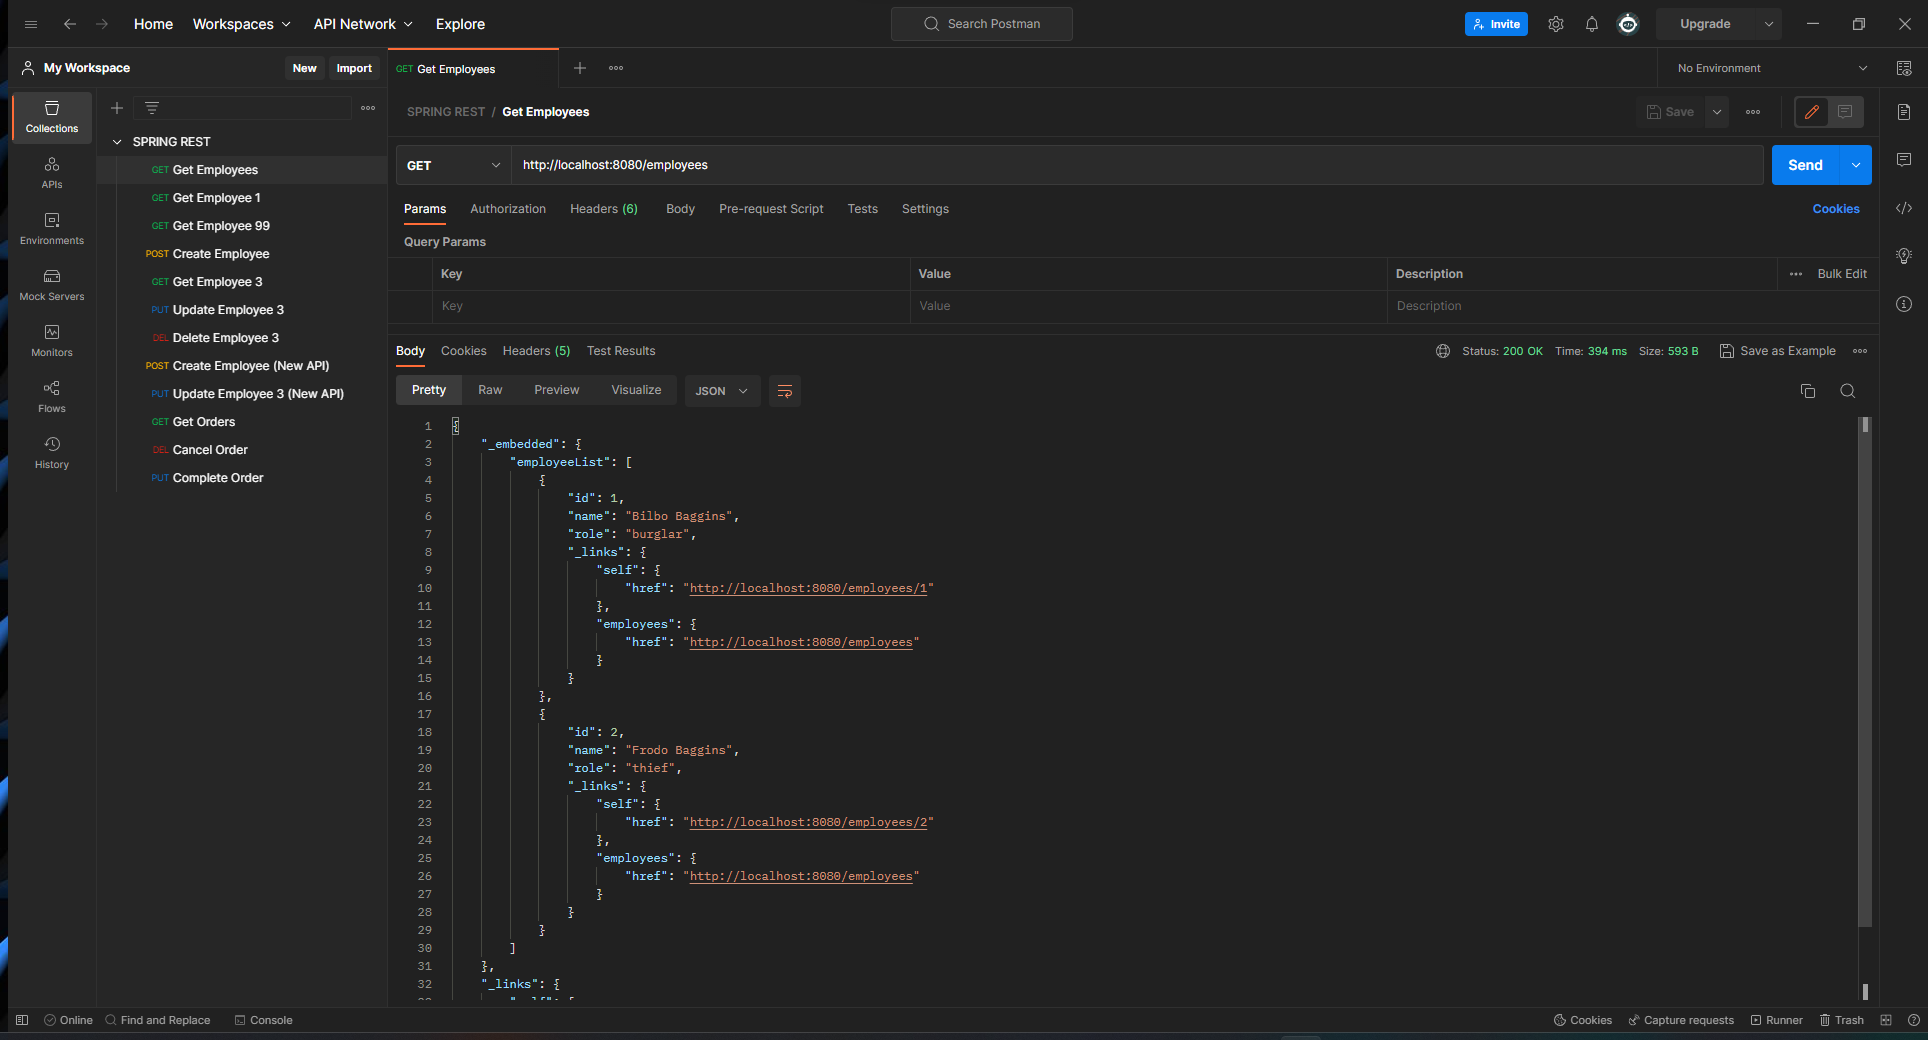 Home Workspaces API Network Explore Search Postman Invite Upgrade
My Workspace New Import GET Get Employees No Environment
Collections
APIs
Environments
Mock Servers
Monitors
Flows
History
SPRING REST
GET Get Employees
GET Get Employee 1
GET Get Employee 99
POST Create Employee
GET Get Employee 3
PUT Update Employee 3
DEL Delete Employee 3
POST Create Employee (New API)
PUT Update Employee 3 (New API)
GET Get Orders
DEL Cancel Order
PUT Complete Order
SPRING REST / Get Employees Save
GET http://localhost:8080/employees Send
Params Authorization Headers (6) Body Pre-request Script Tests Settings Cookies
Query Params
Key Value Description Bulk Edit
Key Value Description
Body Cookies Headers (5) Test Results Status: 200 OK Time: 394 ms Size: 593 B Save as Example
Pretty Raw Preview Visualize JSON
1 {
2 "_embedded": {
3 "employeeList": [
4 {
5 "id": 1,
6 "name": "Bilbo Baggins",
7 "role": "burglar",
8 "_links": {
9 "self": {
10 "href": "http://localhost:8080/employees/1"
11 },
12 "employees": {
13 "href": "http://localhost:8080/employees"
14 }
15 }
16 },
17 {
18 "id": 2,
19 "name": "Frodo Baggins",
20 "role": "thief",
21 "_links": {
22 "self": {
23 "href": "http://localhost:8080/employees/2"
24 },
25 "employees": {
26 "href": "http://localhost:8080/employees"
27 }
28 }
29 }
30 ]
31 },
32 "_links": {
Online Find and Replace Console Cookies Capture requests Runner Trash